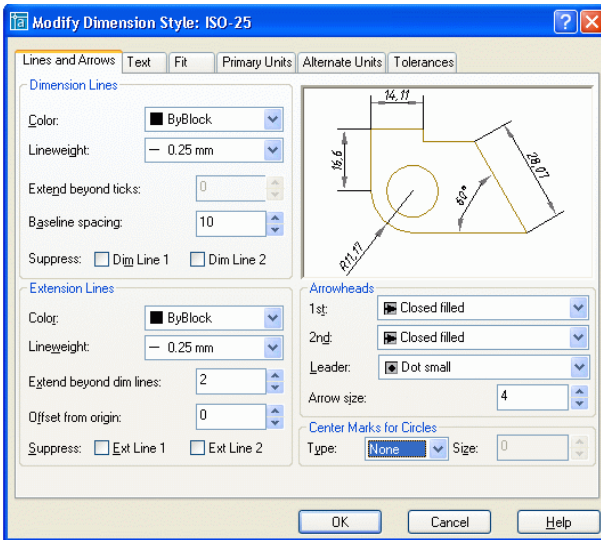 Modify Dimension Style: ISO-25
Lines and Arrows Text Fit Primary Units Alternate Units Tolerances
Dimension Lines
Color: ByBlock
Lineweight: 0.25 mm
Extend beyond ticks: 0
Baseline spacing: 10
Suppress: Dim Line 1 Dim Line 2
14,11
16,6
28,07
60°
R11,17
Extension Lines
Color: ByBlock
Lineweight: 0.25 mm
Extend beyond dim lines: 2
Offset from origin: 0
Suppress: Ext Line 1 Ext Line 2
Arrowheads
1st: Closed filled
2nd: Closed filled
Leader: Dot small
Arrow size: 4
Center Marks for Circles
Type: None Size: 0
OK Cancel Help